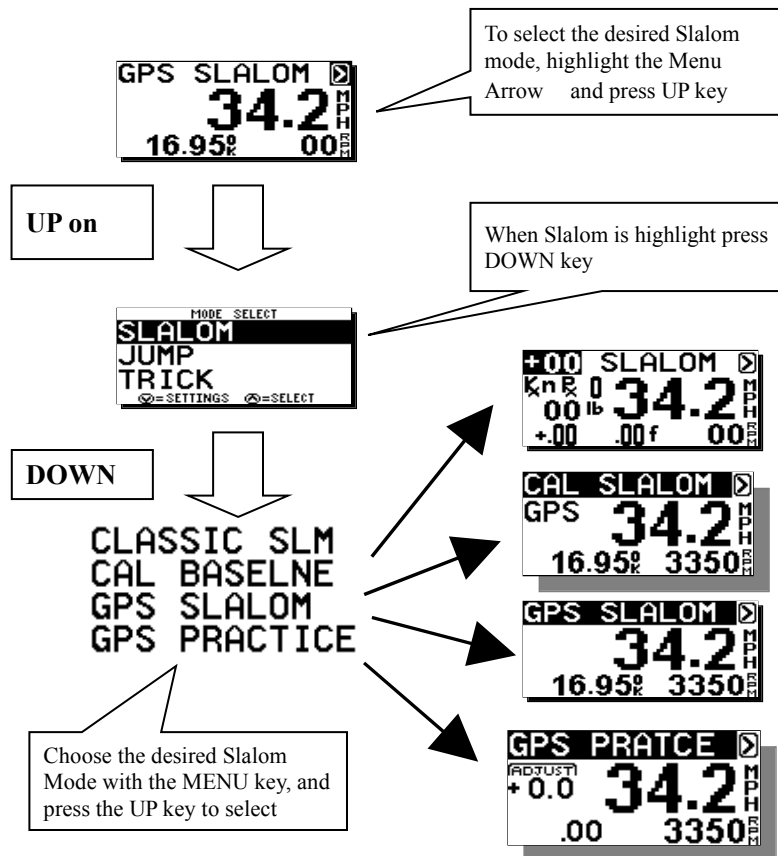 To select the desired Slalom
mode, highlight the Menu
Arrow and press UP key
GPS SLALOM
34.2 MPH
16.95 OK 00 RPM
UP on
When Slalom is highlight press
DOWN key
MODE SELECT
SLALOM
JUMP
TRICK
=SETTINGS =SELECT
DOWN
CLASSIC SLM
CAL BASELNE
GPS SLALOM
GPS PRACTICE
+00 SLALOM
34.2 MPH
00 lb
+.00 .00 f 00 RPM
CAL SLALOM
GPS 34.2 MPH
16.95 OK 3350 RPM
GPS SLALOM
34.2 MPH
16.95 OK 3350 RPM
GPS PRATCE
ADJUST
+0.0 34.2 MPH
.00 3350 RPM
Choose the desired Slalom
Mode with the MENU key, and
press the UP key to select